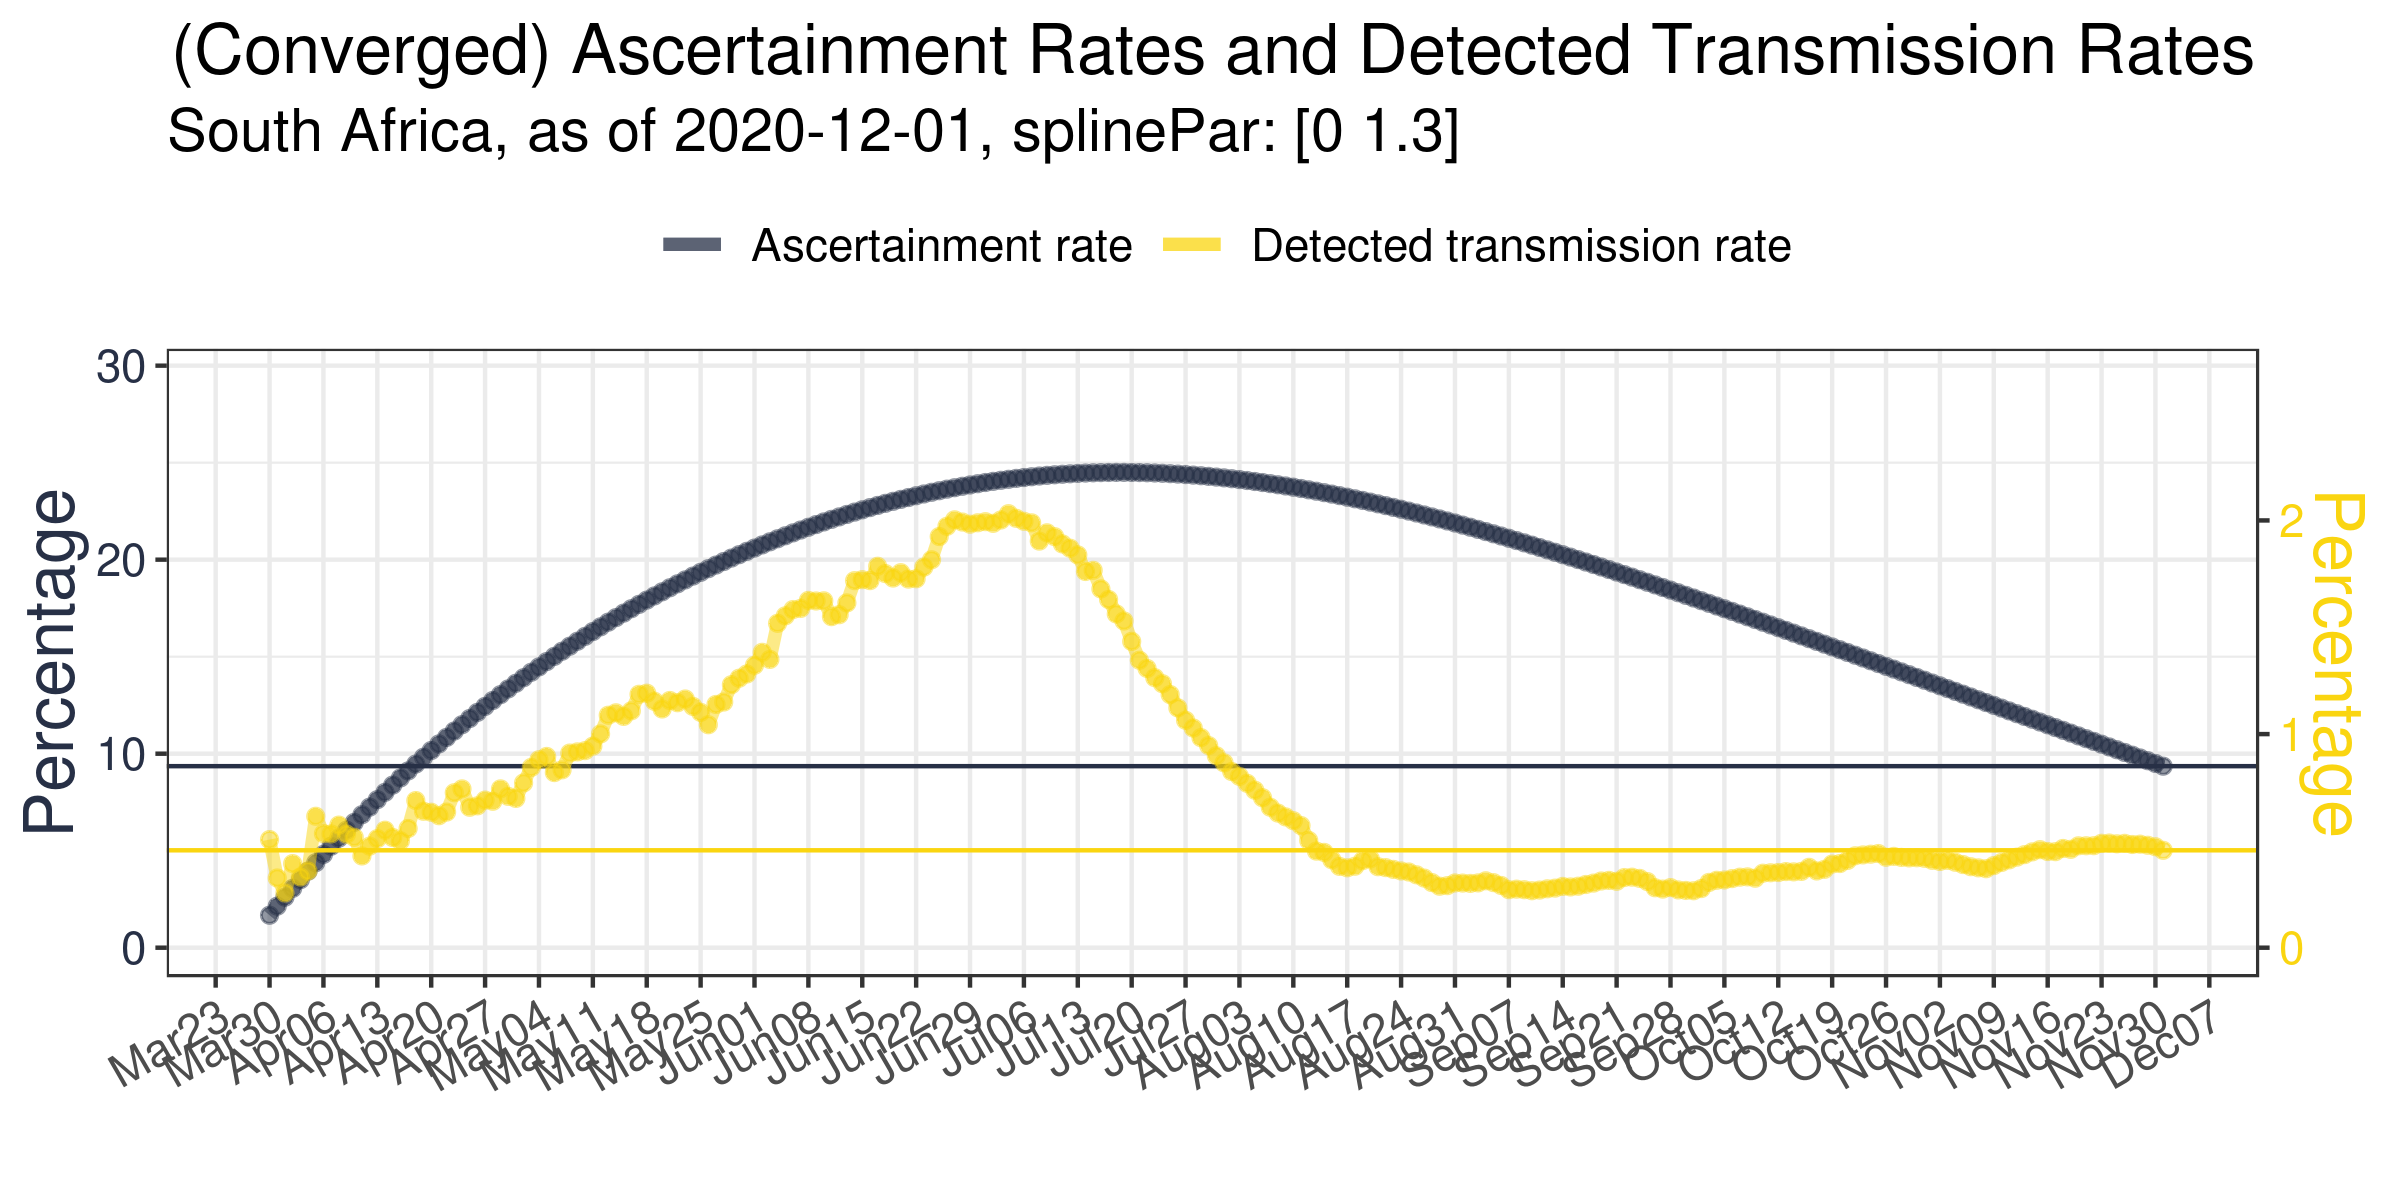 (Converged) Ascertainment Rates and Detected Transmission Rates
South Africa, as of 2020-12-01, splinePar: [0 1.3]
Ascertainment rate Detected transmission rate
Percentage
30
20
10
0
Percentage
2
1
0
Mar23 Mar30 Apr06 Apr13 Apr20 Apr27 May04 May11 May18 May25 Jun01 Jun08 Jun15 Jun22 Jun29 Jul06 Jul13 Jul20 Jul27 Aug03 Aug10 Aug17 Aug24 Aug31 Sep07 Sep14 Sep21 Sep28 Oct05 Oct12 Oct19 Oct26 Nov02 Nov09 Nov16 Nov23 Nov30 Dec07